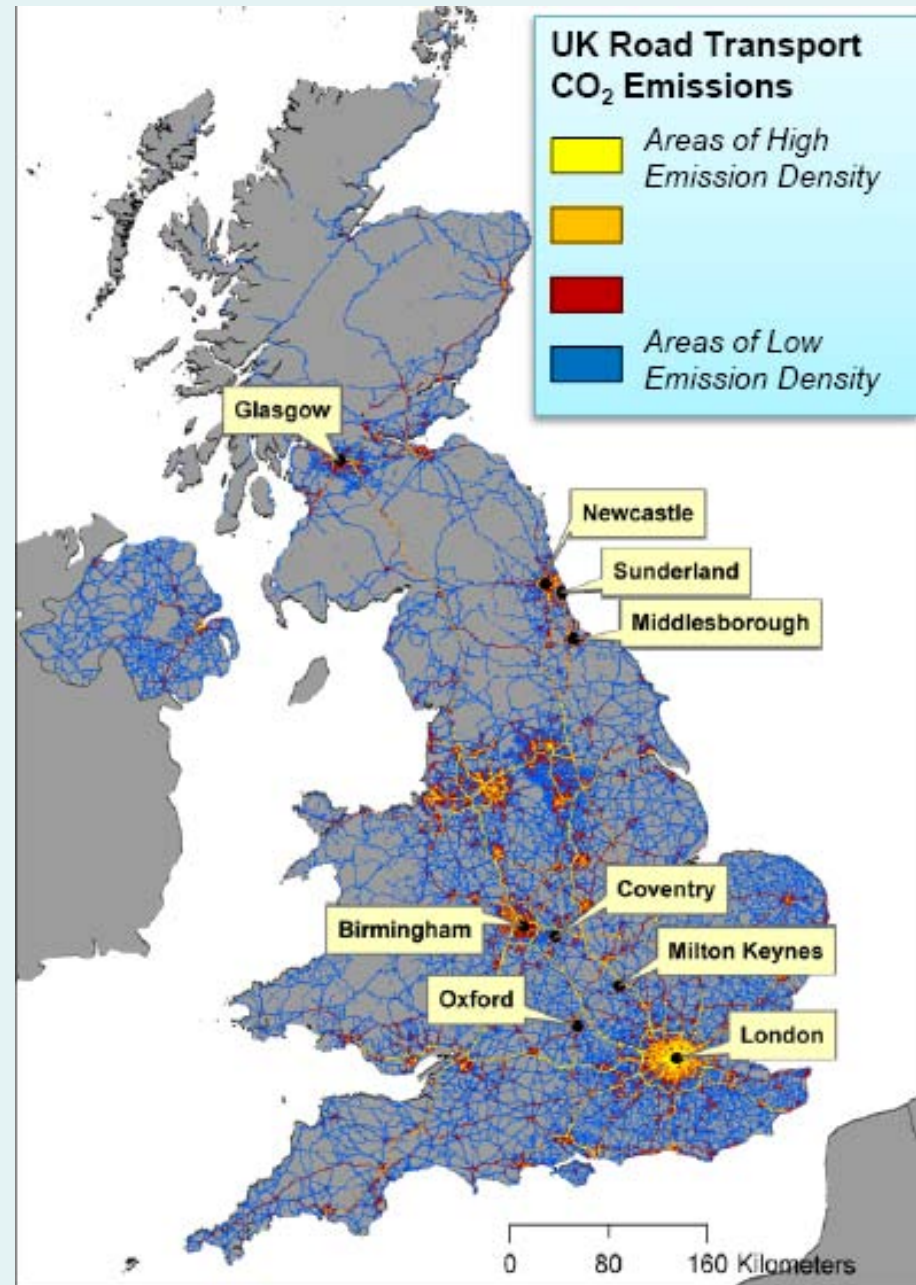 UK Road Transport
CO₂ Emissions
Areas of High
Emission Density
Areas of Low
Emission Density
Glasgow
Newcastle
Sunderland
Middlesborough
Coventry
Birmingham
Milton Keynes
Oxford
London
0 160 Kilometers